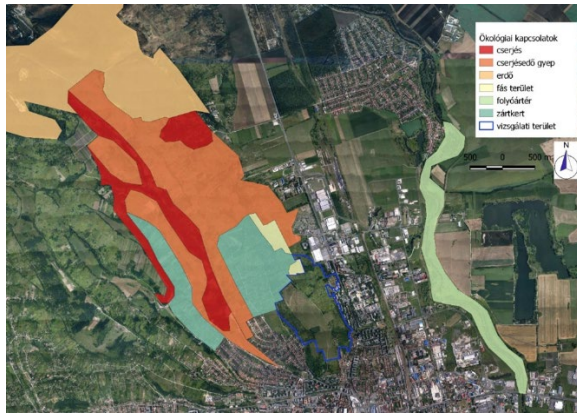 Ökológiai kapcsolatok
cserjés
cserjésedő gyep
erdő
fás terület
folyóártér
zártkert
vizsgálati terület
N
500 0 500 m